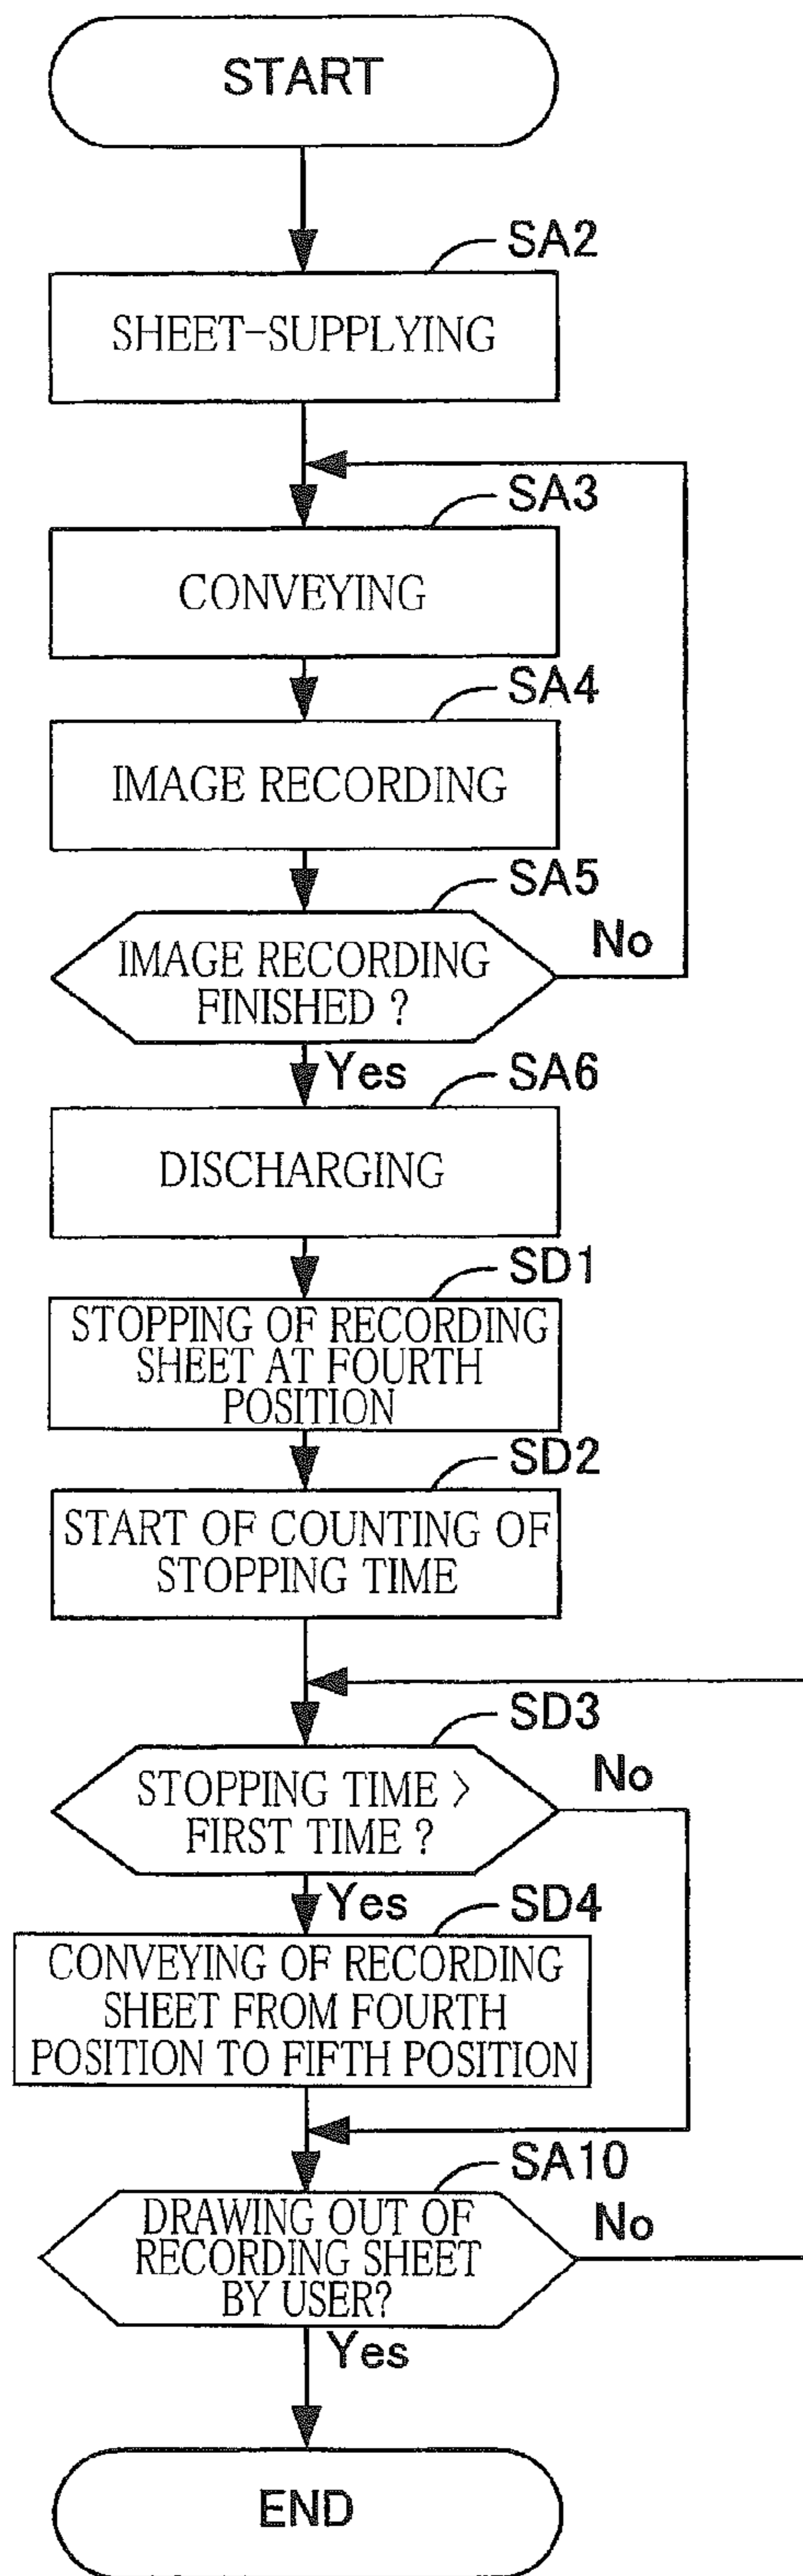 START
SA2
SHEET-SUPPLYING
SA3
CONVEYING
SA4
IMAGE RECORDING
SA5
IMAGE RECORDING
FINISHED ?
No
Yes
SA6
DISCHARGING
SD1
STOPPING OF RECORDING
SHEET AT FOURTH
POSITION
SD2
START OF COUNTING OF
STOPPING TIME
SD3
STOPPING TIME >
FIRST TIME ?
No
Yes
SD4
CONVEYING OF RECORDING
SHEET FROM FOURTH
POSITION TO FIFTH POSITION
SA10
DRAWING OUT OF
RECORDING SHEET
BY USER?
No
Yes
END